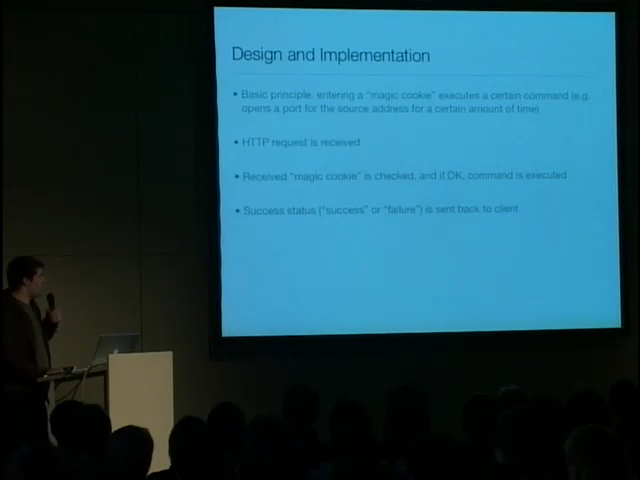 Design and Implementation
• Basic principle: entering a "magic cookie" executes a certain command (e.g.
opens a port for the source address for a certain amount of time)
• HTTP request is received
• Received "magic cookie" is checked, and if OK, command is executed
• Success status ("success" or "failure") is sent back to client